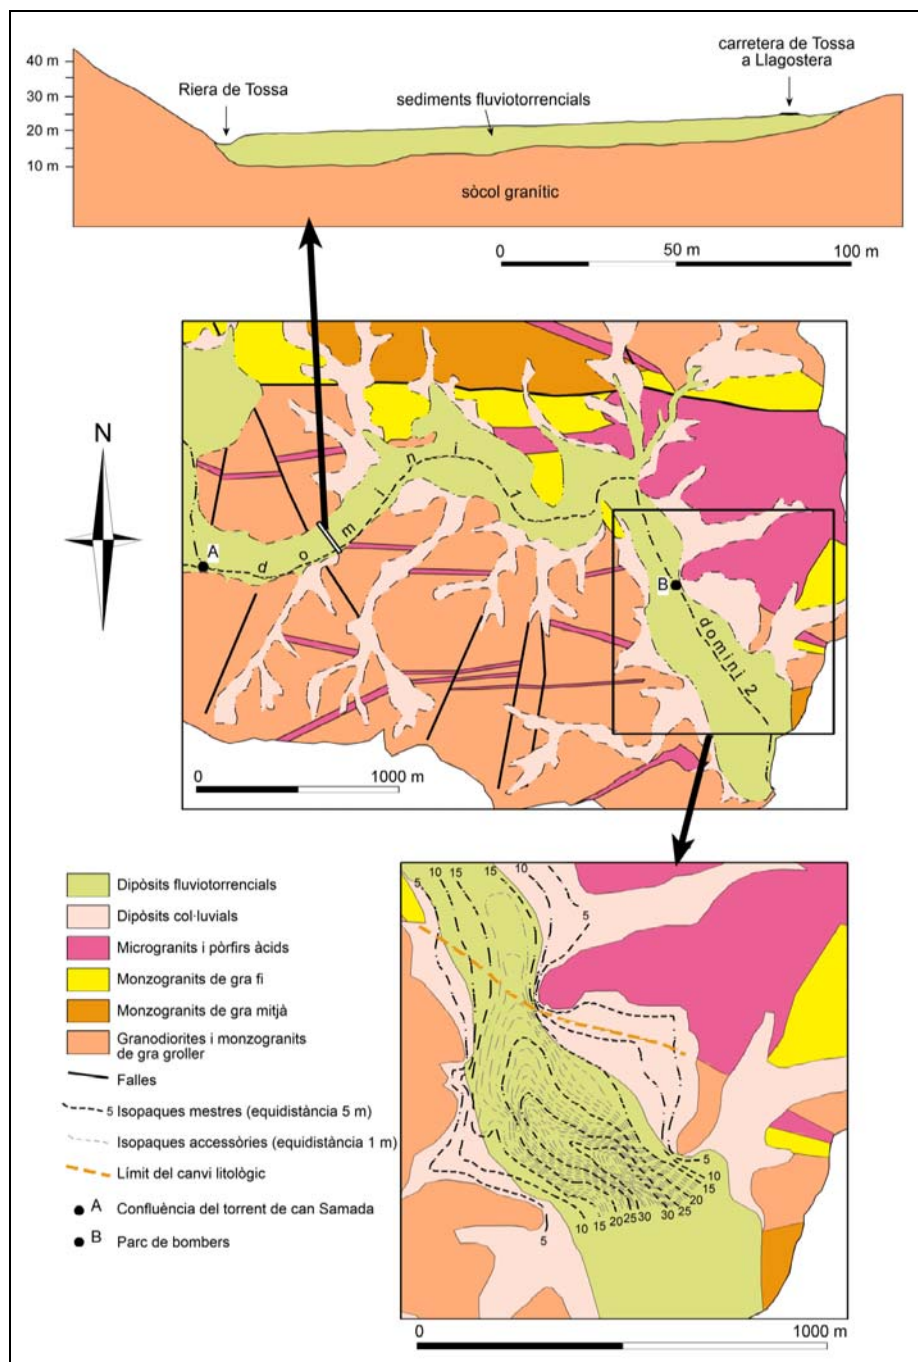 carretera de Tossa
a Llagostera
40 m
Riera de Tossa
30 m
sediments fluviotorrencials
20 m
10 m
sòcol granític
0 50 m 100 m
N
A
domini 1
B
domini 2
0 1000 m
Dipòsits fluviotorrencials
Dipòsits col·luvials
Microgranits i pòrfirs àcids
Monzogranits de gra fi
Monzogranits de gra mitjà
Granodiorites i monzogranits
de gra groller
Falles
5 Isopaques mestres (equidistància 5 m)
Isopaques accessòries (equidistància 1 m)
Límit del canvi litològic
A Confluència del torrent de can Samada
B Parc de bombers
5 10 15 15 10 5
5
10
15
20
25
30
30
25
20
15
10
5
0 1000 m